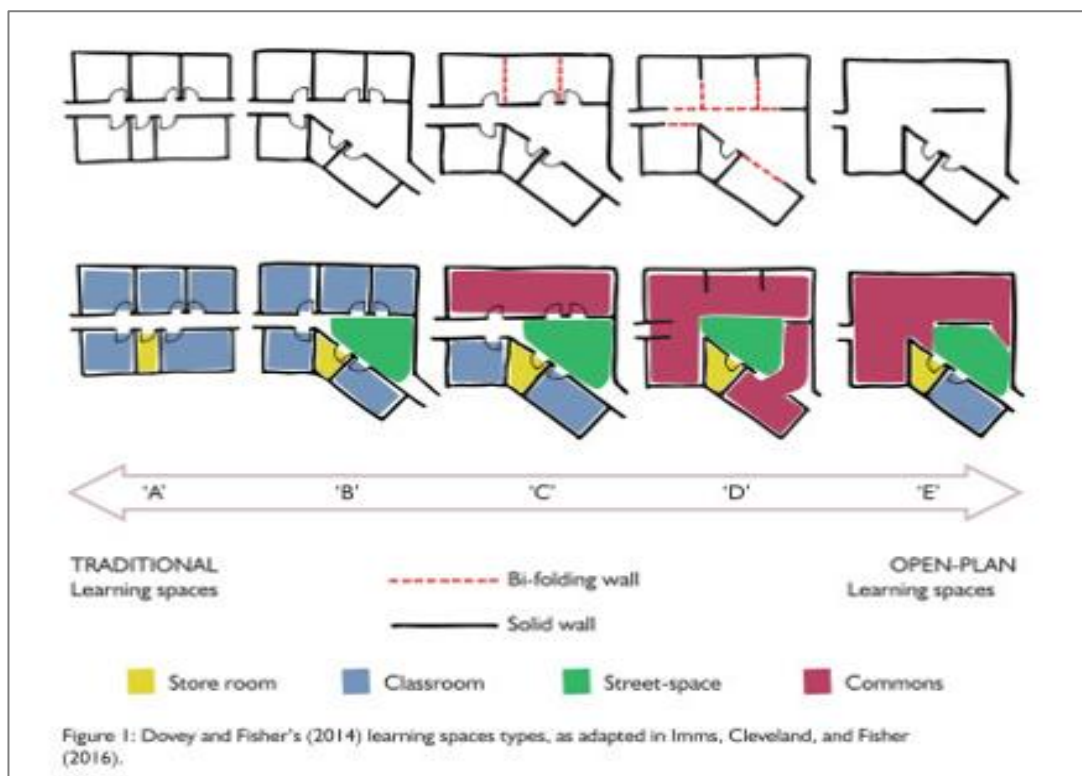 'A' 'B' 'C' 'D' 'E'
TRADITIONAL
Learning spaces
Bi-folding wall
Solid wall
OPEN-PLAN
Learning spaces
Store room Classroom Street-space Commons
Figure 1: Dovey and Fisher's (2014) learning spaces types, as adapted in Imms, Cleveland, and Fisher
(2016).